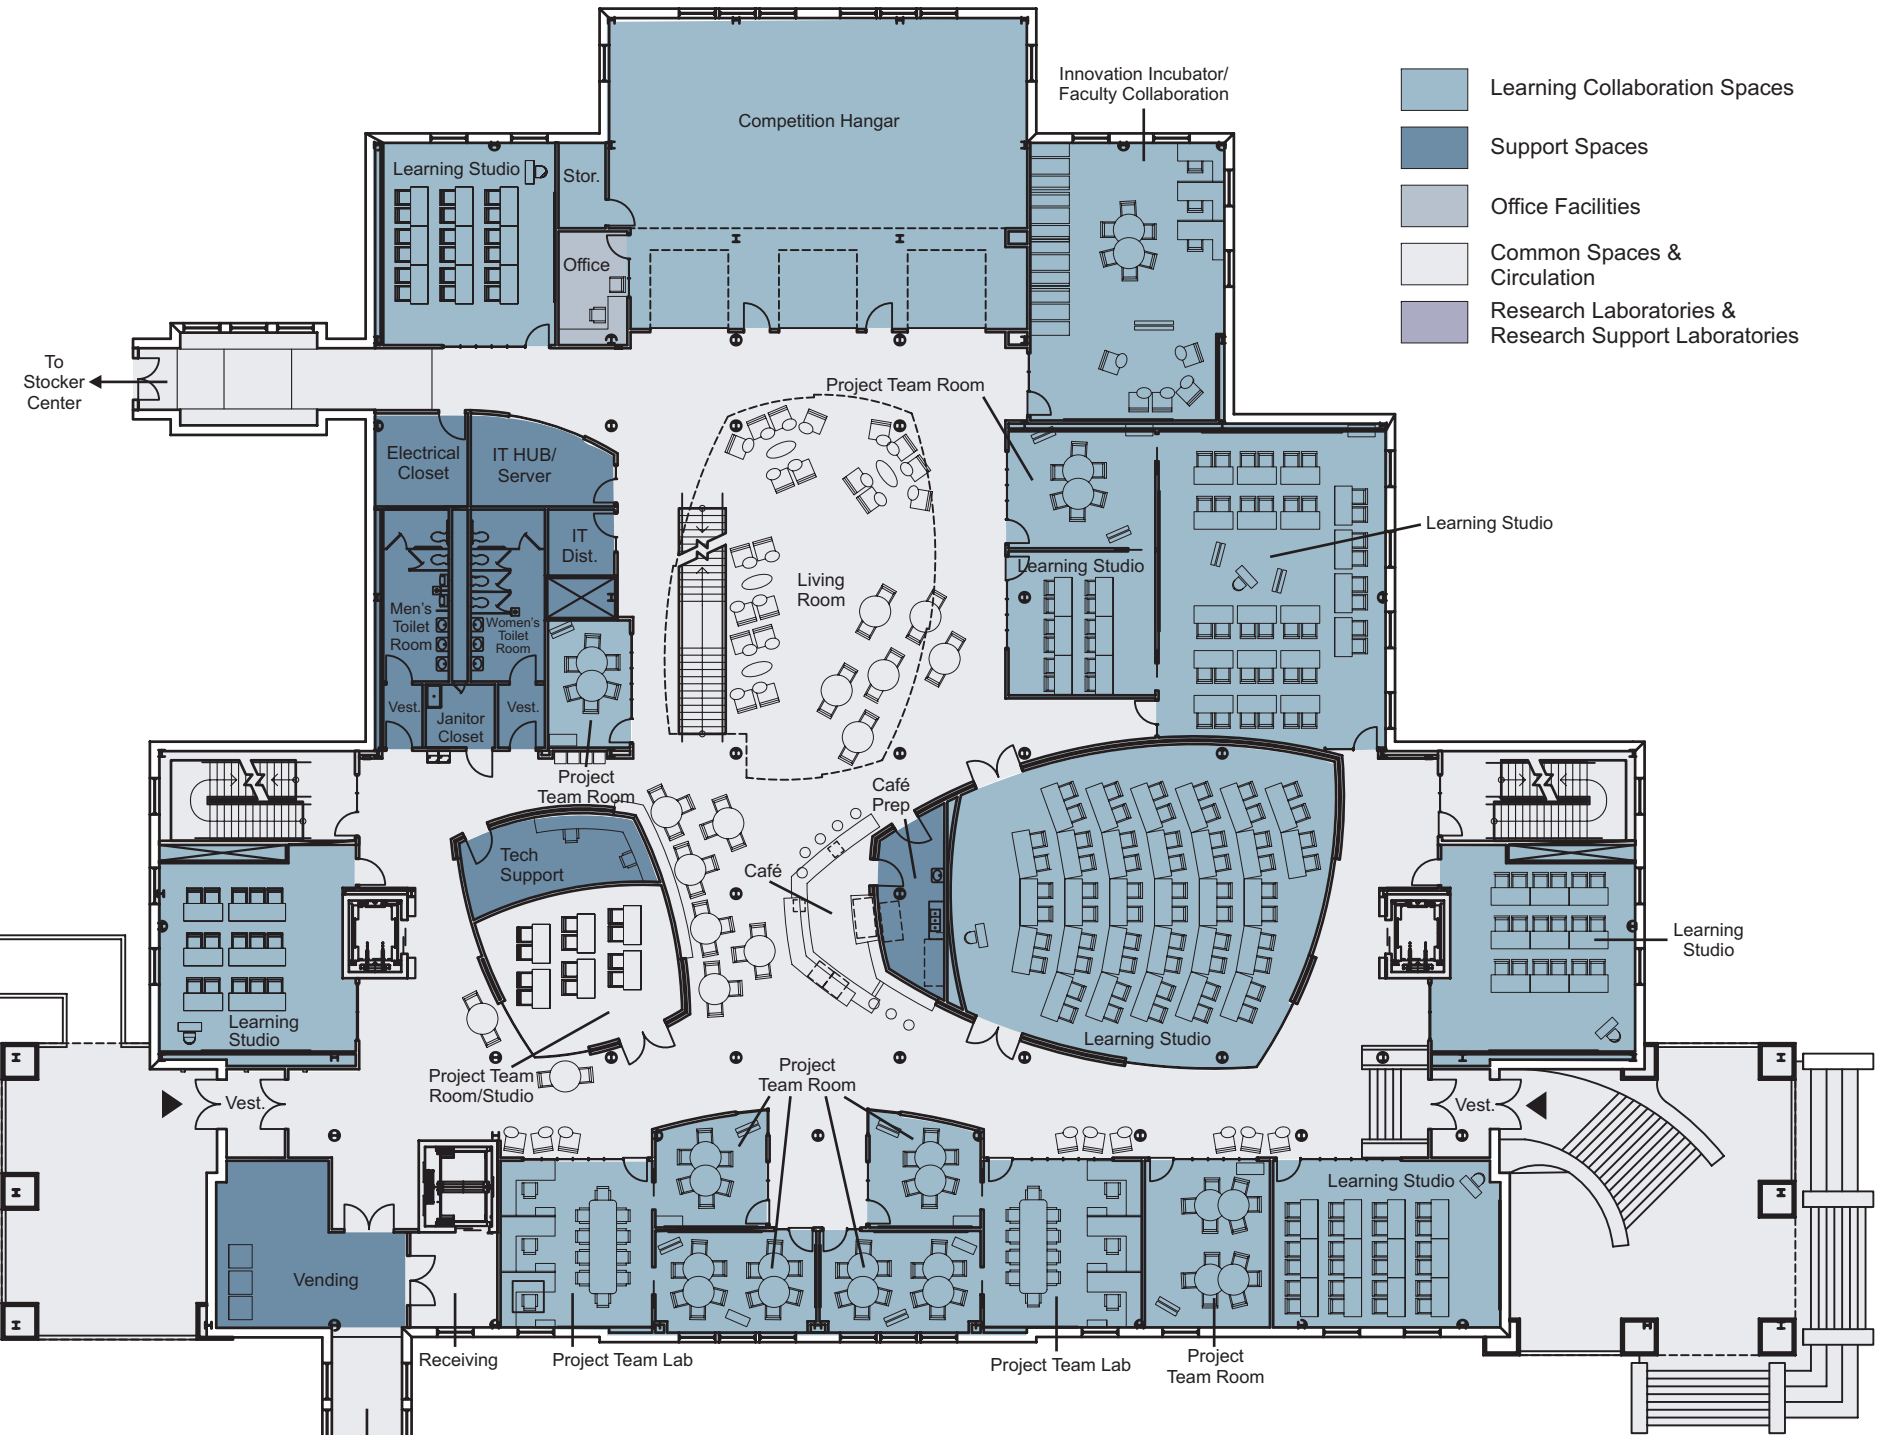 Innovation Incubator/
Faculty Collaboration
Learning Collaboration Spaces
Competition Hangar
Support Spaces
Learning Studio
Stor.
Office Facilities
Office
Common Spaces &
Circulation
Research Laboratories &
Research Support Laboratories
To
Stocker
Center
Project Team Room
Electrical
Closet
IT HUB/
Server
Learning Studio
IT
Dist.
Learning Studio
Living
Room
Men's
Toilet
Room
Women's
Toilet
Room
Vest.
Janitor
Closet
Vest.
Project
Team Room
Café
Prep
Tech
Support
Café
Learning
Studio
Learning
Studio
Learning Studio
Project Team
Room/Studio
Project
Team Room
Vest.
Vest.
Learning Studio
Vending
Receiving
Project Team Lab
Project Team Lab
Project
Team Room